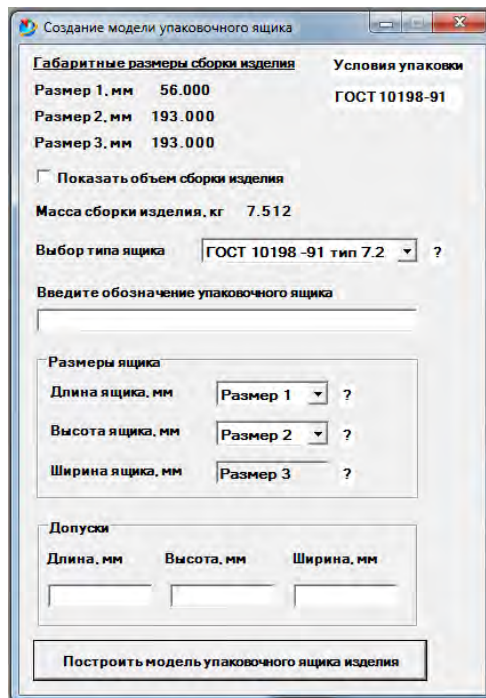 Создание модели упаковочного ящика
Габаритные размеры сборки изделия
Условия упаковки
Размер 1, мм 56.000
ГОСТ 10198-91
Размер 2, мм 193.000
Размер 3, мм 193.000
Показать объем сборки изделия
Масса сборки изделия, кг 7.512
Выбор типа ящика ГОСТ 10198 -91 тип 7.2 ?
Введите обозначение упаковочного ящика
Размеры ящика
Длина ящика, мм Размер 1 ?
Высота ящика, мм Размер 2 ?
Ширина ящика, мм Размер 3 ?
Допуски
Длина, мм Высота, мм Ширина, мм
Построить модель упаковочного ящика изделия